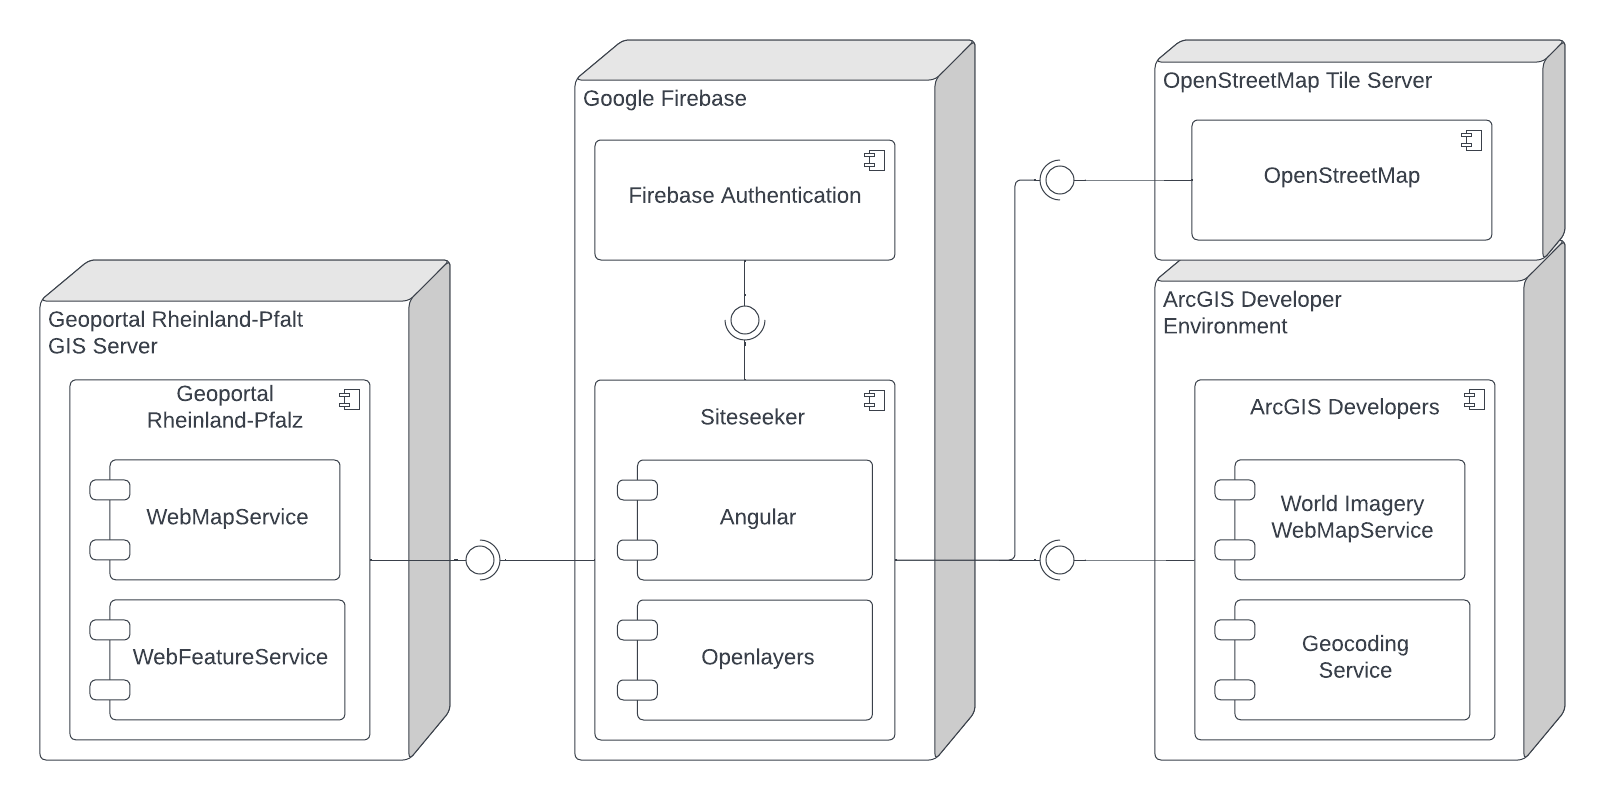 Google Firebase
Firebase Authentication
Siteseeker
Angular
Openlayers
Geoportal Rheinland-Pfalt
GIS Server
Geoportal
Rheinland-Pfalz
WebMapService
WebFeatureService
OpenStreetMap Tile Server
OpenStreetMap
ArcGIS Developer
Environment
ArcGIS Developers
World Imagery
WebMapService
Geocoding
Service